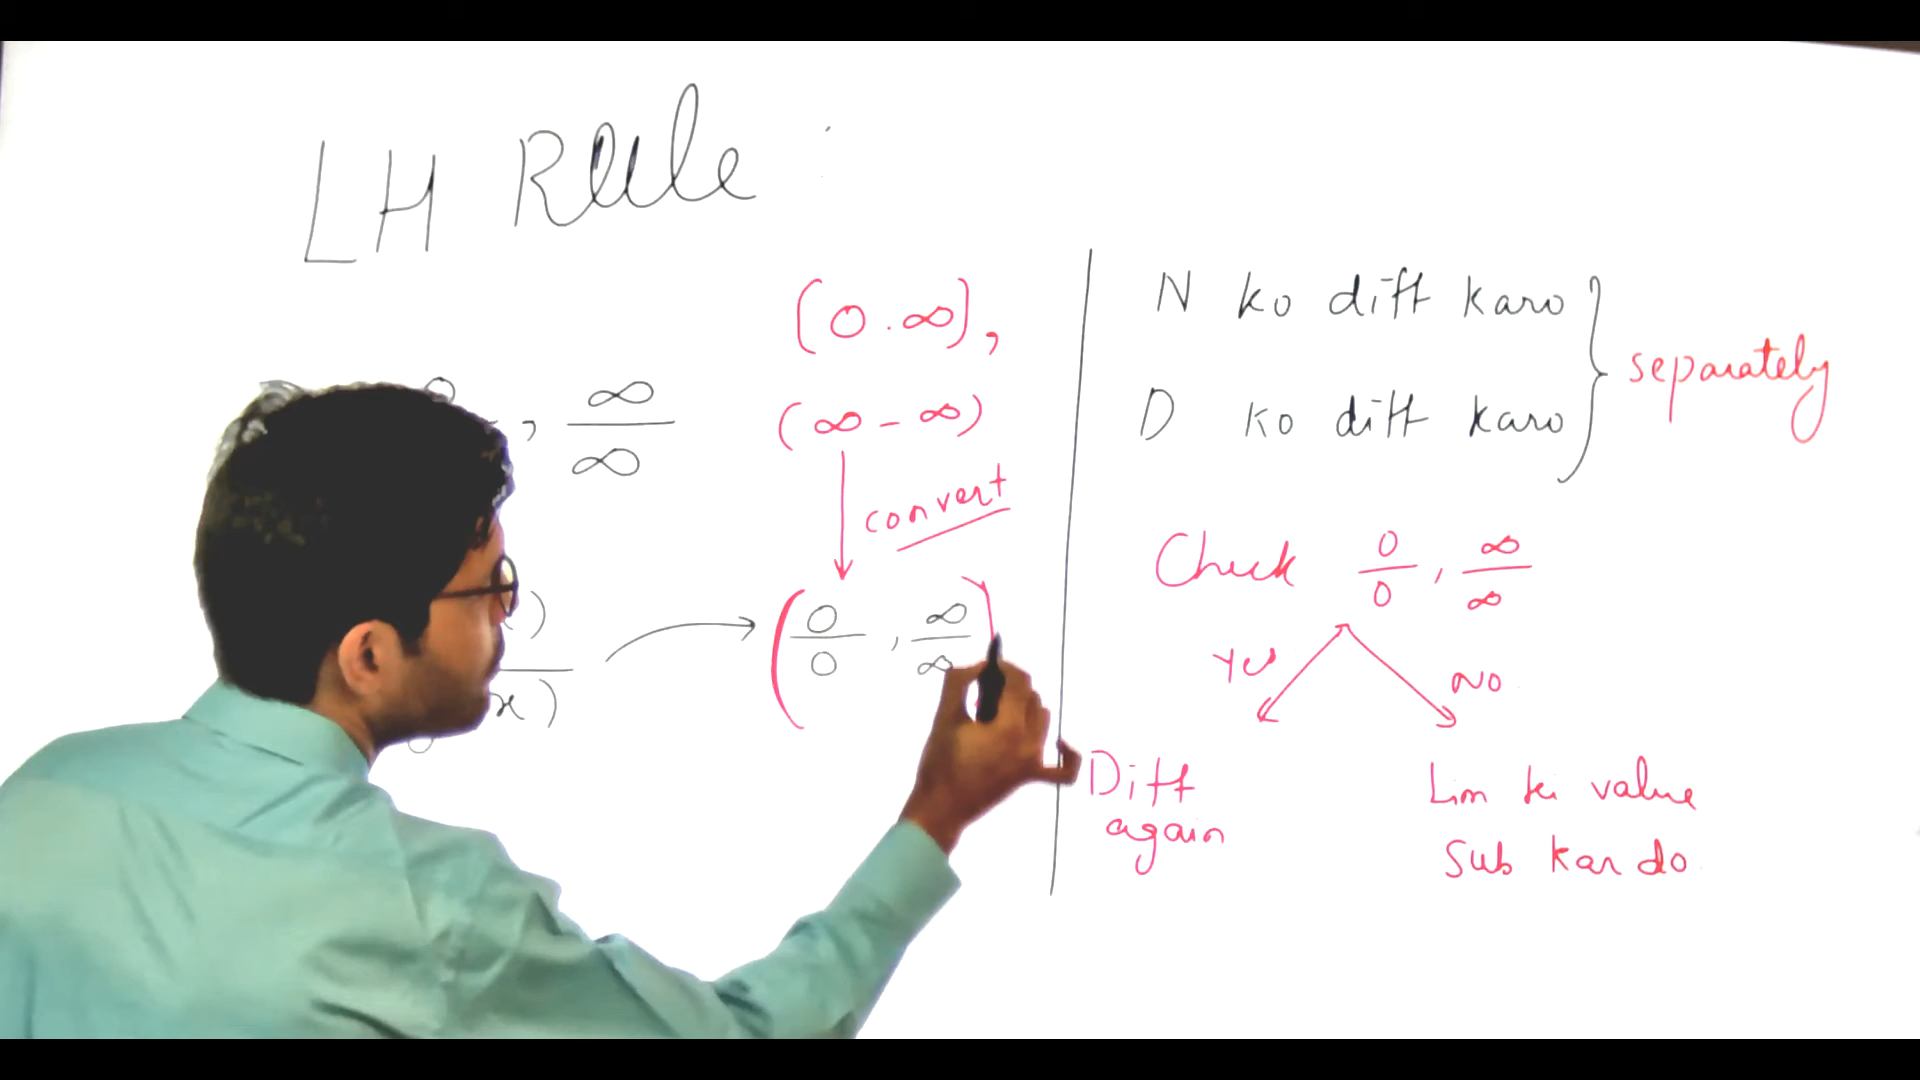 LH Rule :
(0 . ∞),
, ∞/∞
(∞ - ∞)
convert
(0/0 , ∞/∞)
x)
N ko diff karo
D ko diff karo
separately
Check 0/0 , ∞/∞
Yes
NO
Diff
again
Lim ki value
Sub kar do